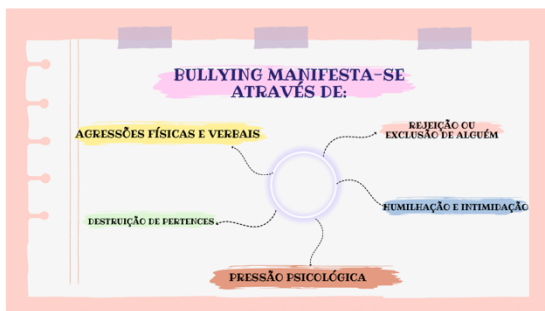 BULLYING MANIFESTA-SE
ATRAVÉS DE:
AGRESSÕES FÍSICAS E VERBAIS
REJEIÇÃO OU
EXCLUSÃO DE ALGUÉM
HUMILHAÇÃO E INTIMIDAÇÃO
DESTRUIÇÃO DE PERTENCES
PRESSÃO PSICOLÓGICA